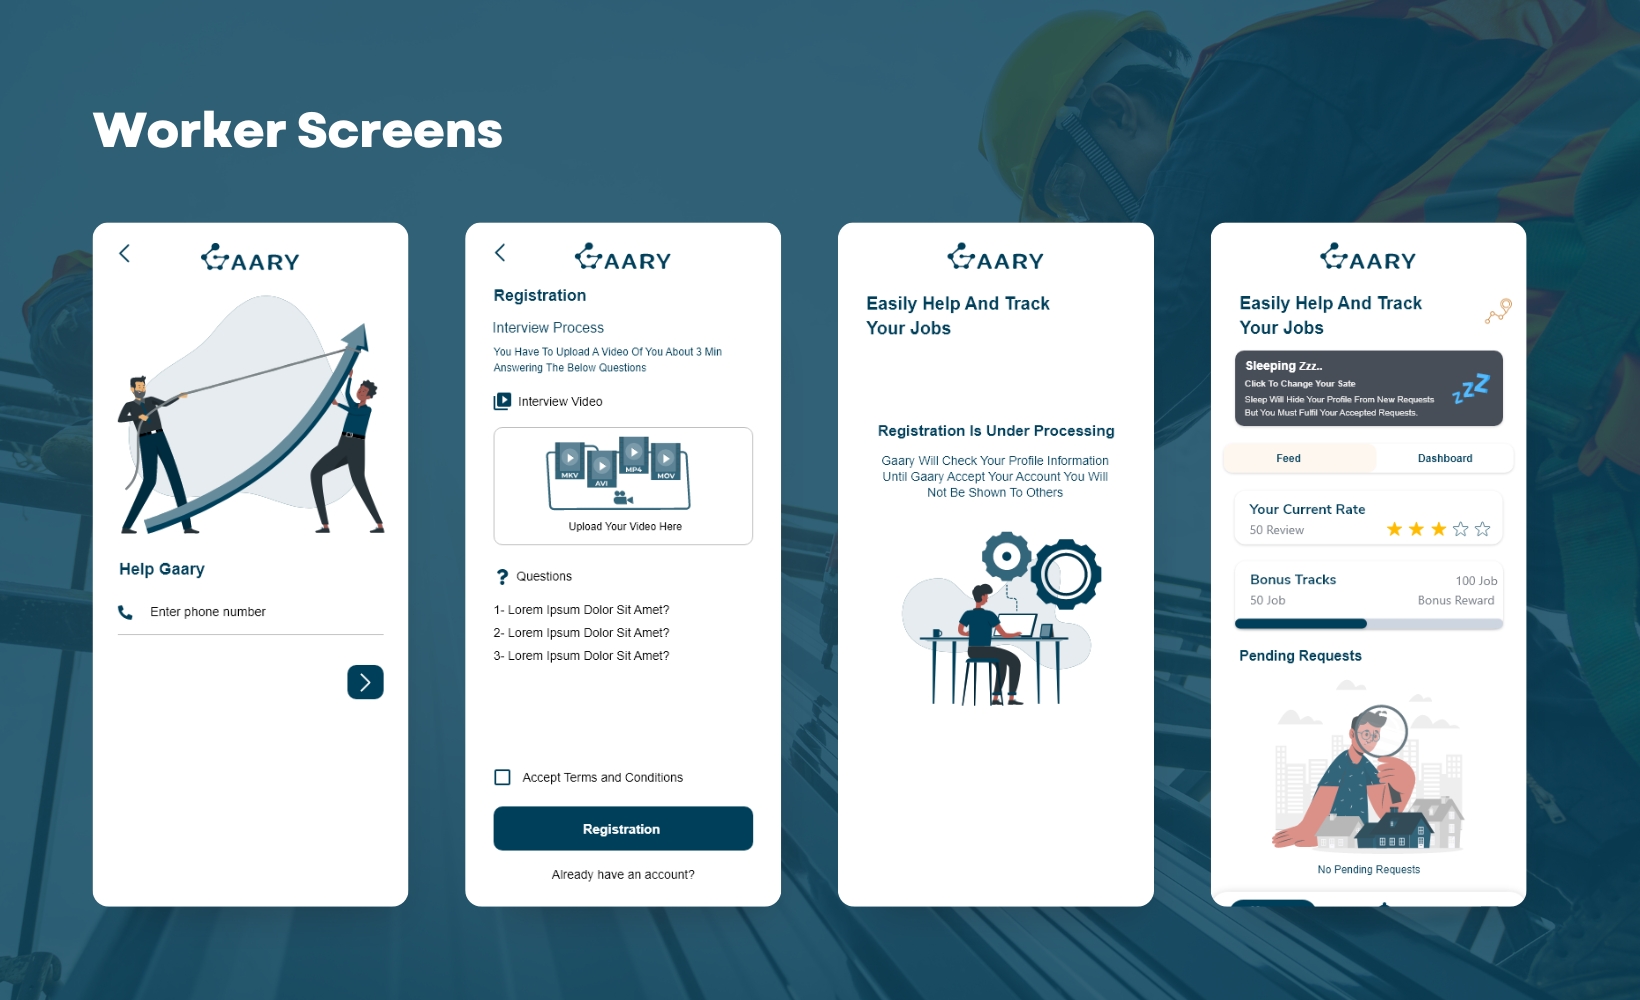 Worker Screens
GAARY
Help Gaary
Enter phone number
GAARY
Registration
Interview Process
You Have To Upload A Video Of You About 3 Min
Answering The Below Questions
Interview Video
MKV
AVI
MP4
MOV
Upload Your Video Here
? Questions
1- Lorem Ipsum Dolor Sit Amet?
2- Lorem Ipsum Dolor Sit Amet?
3- Lorem Ipsum Dolor Sit Amet?
Accept Terms and Conditions
Registration
Already have an account?
GAARY
Easily Help And Track
Your Jobs
Registration Is Under Processing
Gaary Will Check Your Profile Information
Until Gaary Accept Your Account You Will
Not Be Shown To Others
GAARY
Easily Help And Track
Your Jobs
Sleeping Zzz..
Click To Change Your Sate
Sleep Will Hide Your Profile From New Requests
But You Must Fulfil Your Accepted Requests.
zZZ
Feed Dashboard
Your Current Rate
50 Review
Bonus Tracks 100 Job
50 Job Bonus Reward
Pending Requests
No Pending Requests